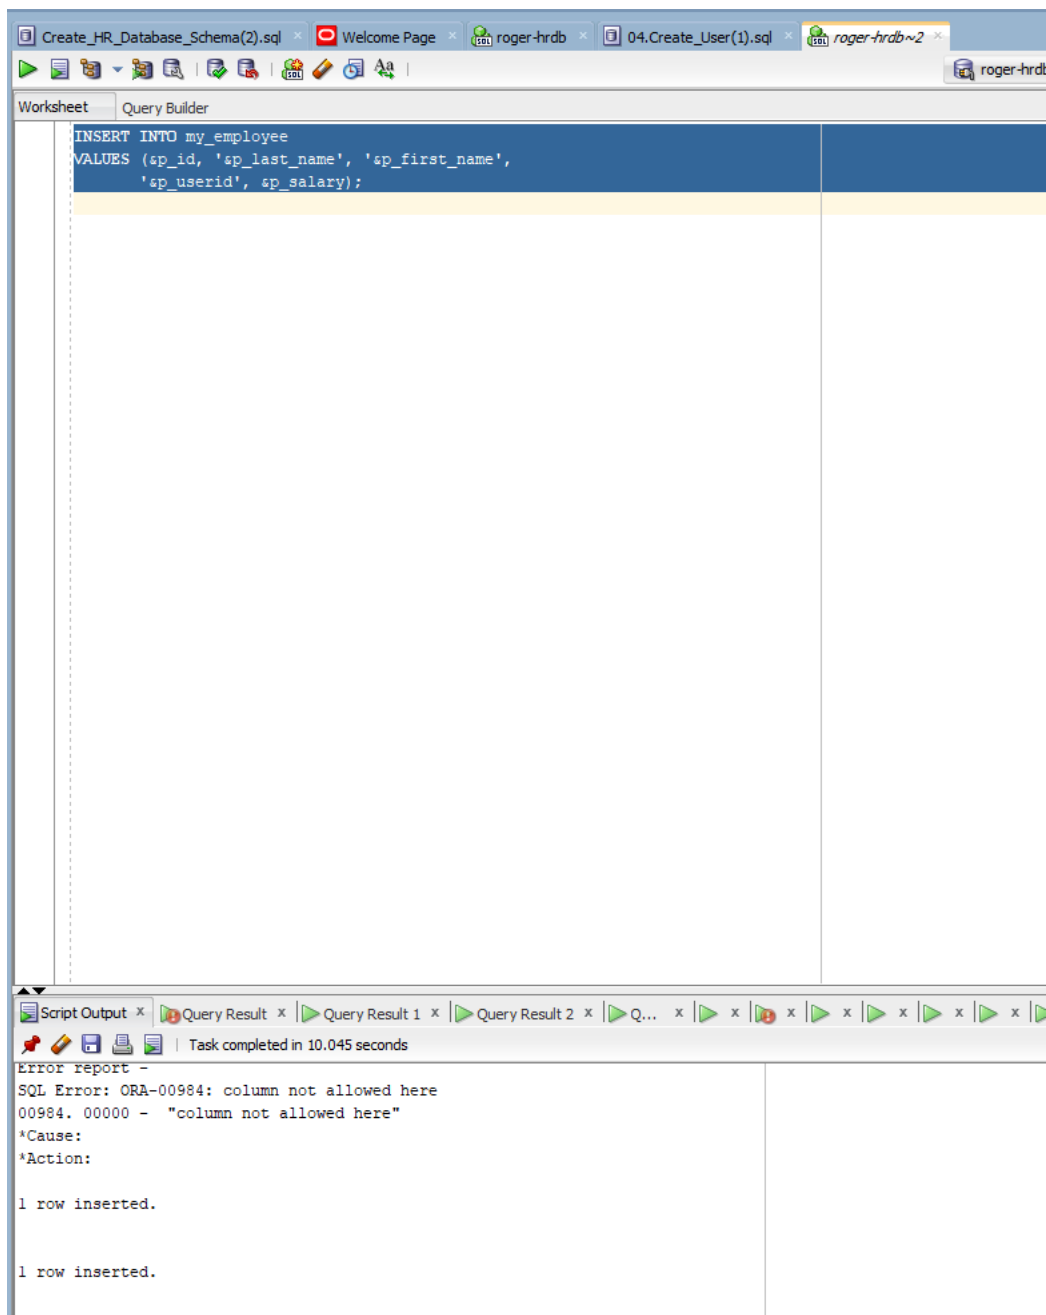 Create_HR_Database_Schema(2).sql × Welcome Page × roger-hrdb × 04.Create_User(1).sql × roger-hrdb~2 ×
roger-hrdb
Worksheet Query Builder
INSERT INTO my_employee
VALUES (&p_id, '&p_last_name', '&p_first_name',
'&p_userid', &p_salary);
Script Output x Query Result x Query Result 1 x Query Result 2 x Q... x x x x x x x
Task completed in 10.045 seconds
Error report -
SQL Error: ORA-00984: column not allowed here
00984. 00000 - "column not allowed here"
*Cause:
*Action:
1 row inserted.
1 row inserted.